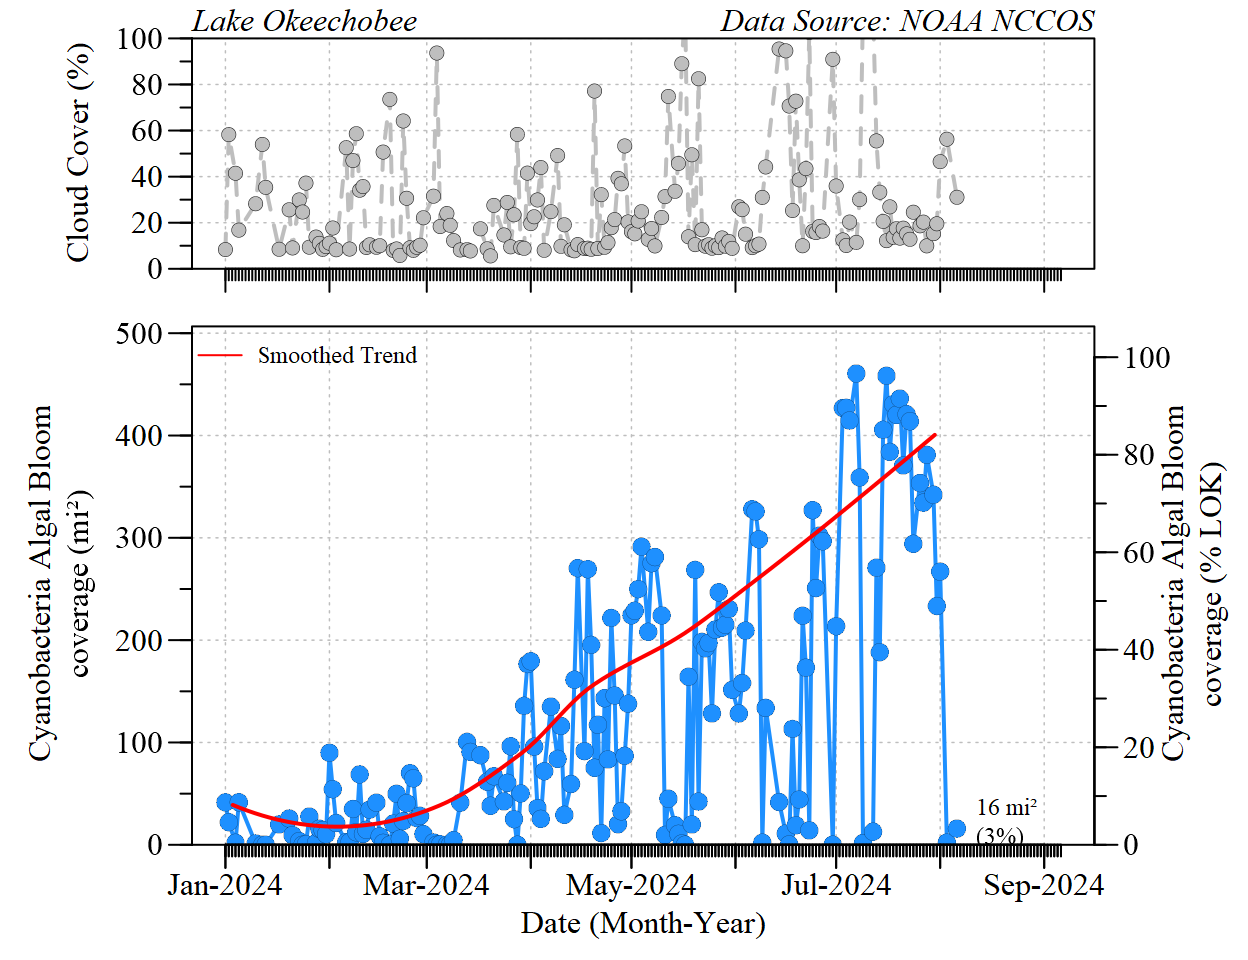 Lake Okeechobee
Data Source: NOAA NCCOS
Cloud Cover (%)
100
80
60
40
20
0
Smoothed Trend
Cyanobacteria Algal Bloom
coverage (mi²)
500
400
300
200
100
0
100
80
60
40
20
0
Cyanobacteria Algal Bloom
coverage (% LOK)
16 mi²
(3%)
Jan-2024
Mar-2024
May-2024
Jul-2024
Sep-2024
Date (Month-Year)